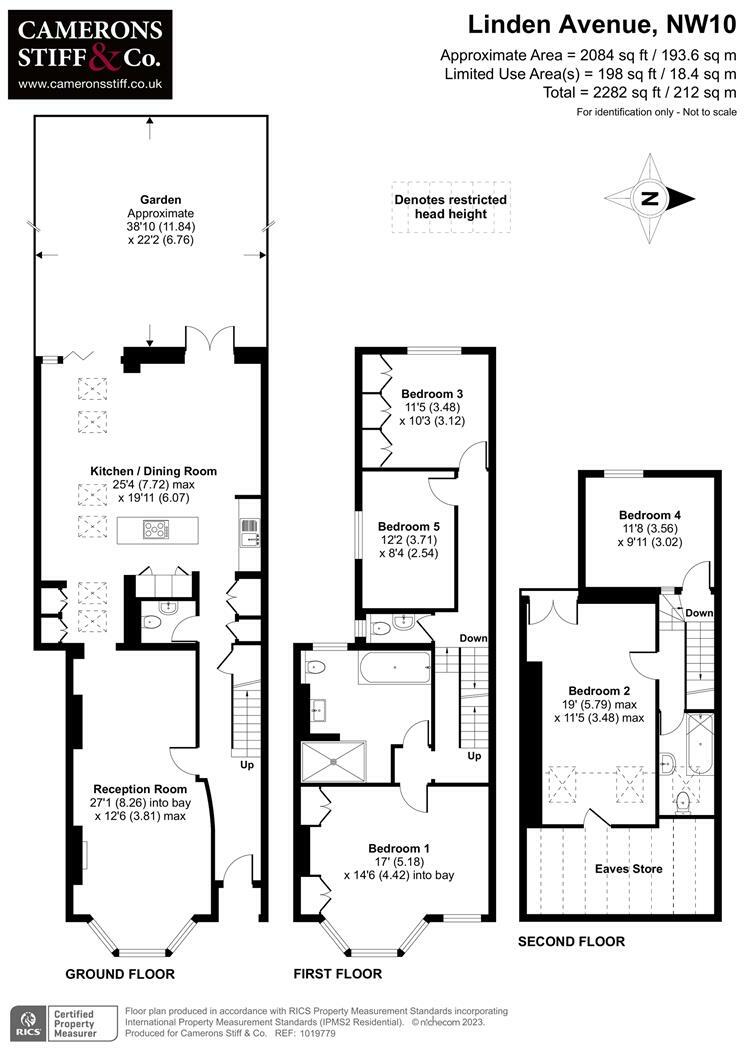 CAMERONS
STIFF & Co.
www.cameronsstiff.co.uk
Linden Avenue, NW10
Approximate Area = 2084 sq ft / 193.6 sq m
Limited Use Area(s) = 198 sq ft / 18.4 sq m
Total = 2282 sq ft / 212 sq m
For identification only - Not to scale
Denotes restricted
head height
N
Garden
Approximate
38'10 (11.84)
x 22'2 (6.76)
Kitchen / Dining Room
25'4 (7.72) max
x 19'11 (6.07)
Up
Reception Room
27'1 (8.26) into bay
x 12'6 (3.81) max
GROUND FLOOR
Bedroom 3
11'5 (3.48)
x 10'3 (3.12)
Bedroom 5
12'2 (3.71)
x 8'4 (2.54)
Down
Up
Bedroom 1
17' (5.18)
x 14'6 (4.42) into bay
FIRST FLOOR
Bedroom 4
11'8 (3.56)
x 9'11 (3.02)
Down
Bedroom 2
19' (5.79) max
x 11'5 (3.48) max
Eaves Store
SECOND FLOOR
RICS
Certified
Property
Measurer
Floor plan produced in accordance with RICS Property Measurement Standards incorporating
International Property Measurement Standards (IPMS2 Residential). © nichecom 2023.
Produced for Camerons Stiff & Co. REF: 1019779